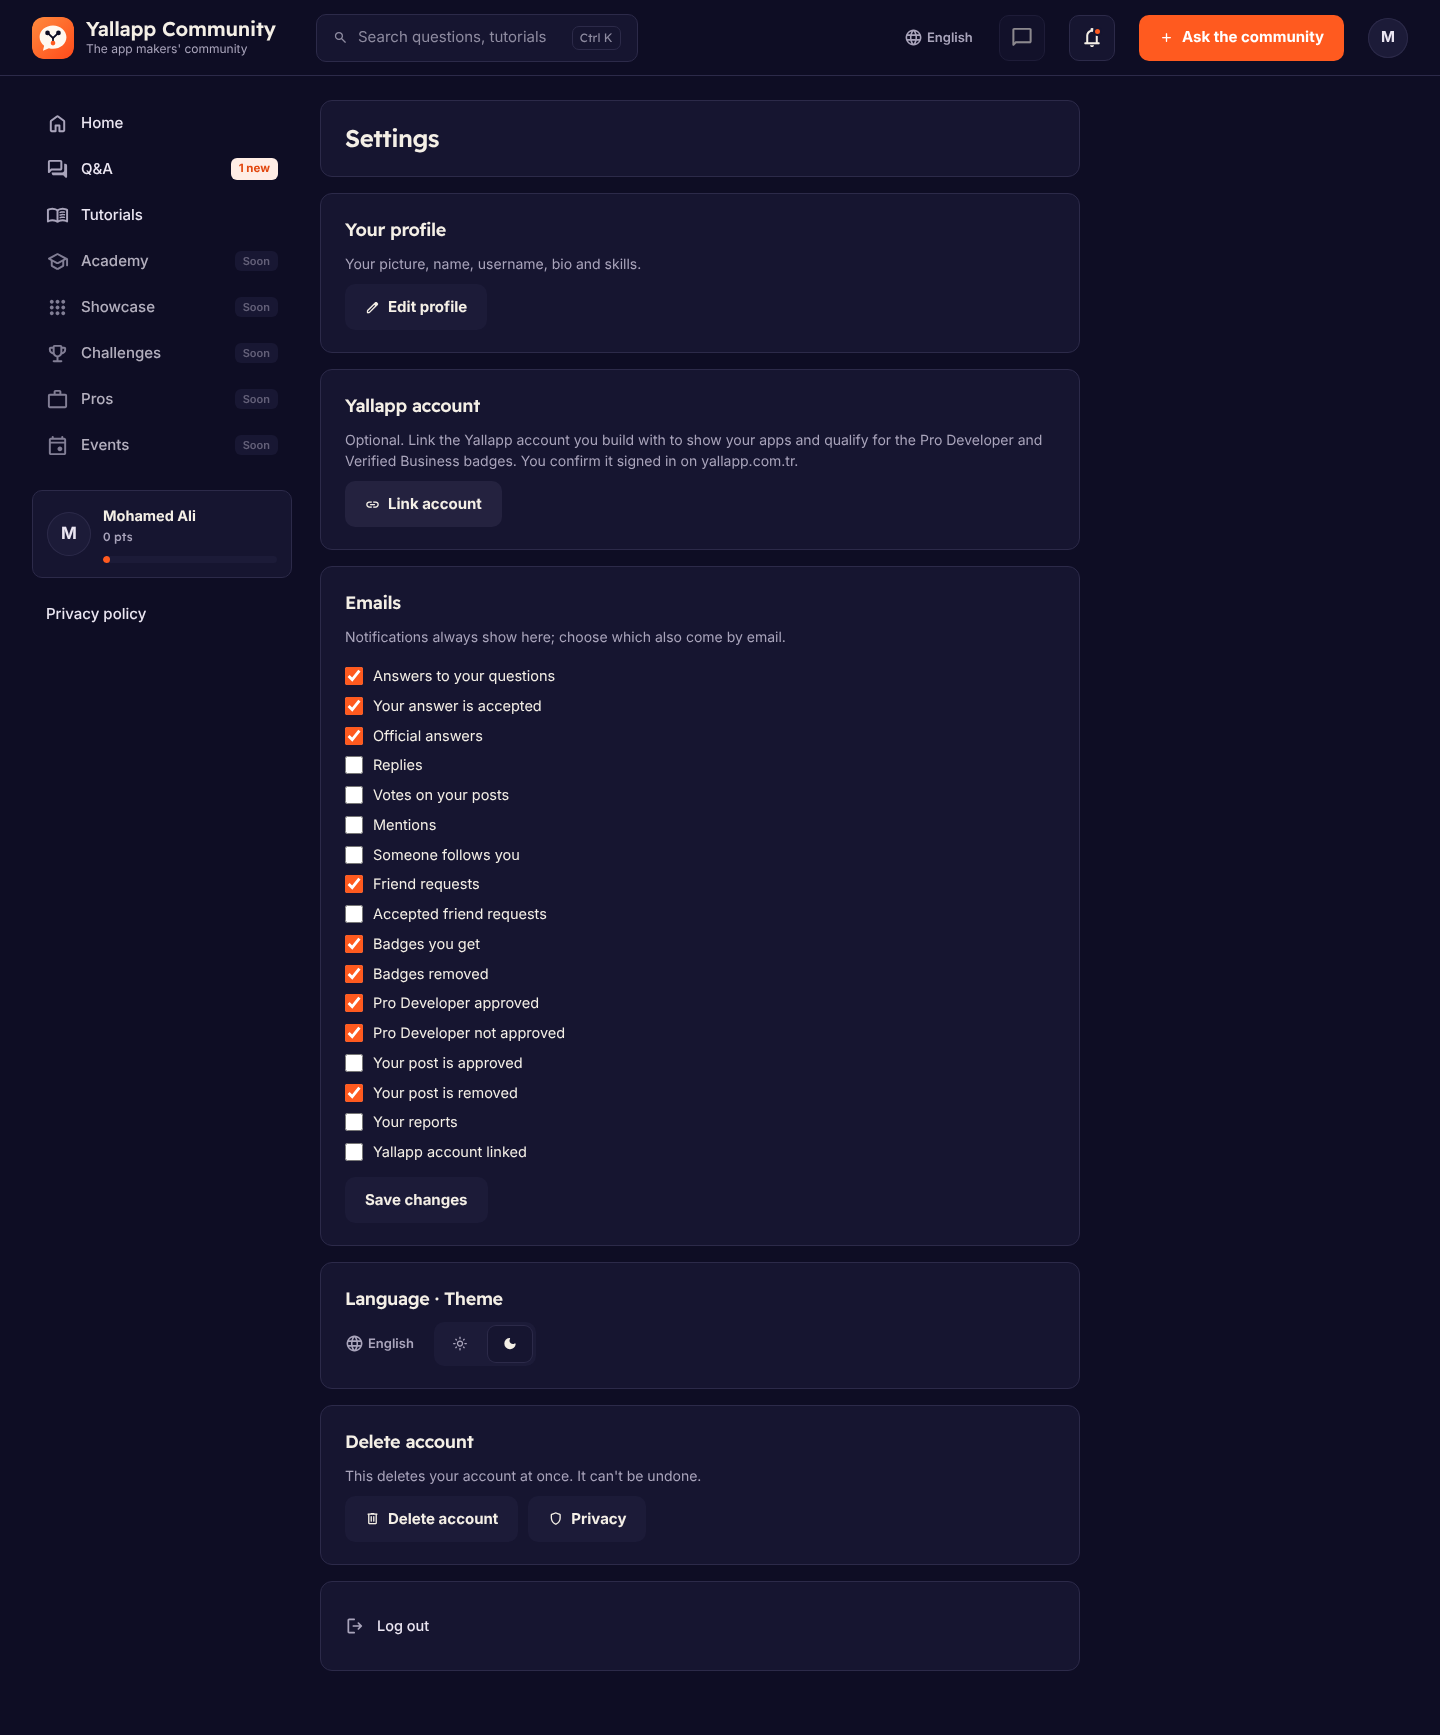 Yallapp Community
The app makers' community
Search questions, tutorials
Ctrl K
English
Ask the community
M
Home
Q&A
1 new
Tutorials
Academy
Soon
Showcase
Soon
Challenges
Soon
Pros
Soon
Events
Soon
M
Mohamed Ali
0 pts
Privacy policy
Settings
Your profile
Your picture, name, username, bio and skills.
Edit profile
Yallapp account
Optional. Link the Yallapp account you build with to show your apps and qualify for the Pro Developer and
Verified Business badges. You confirm it signed in on yallapp.com.tr.
Link account
Emails
Notifications always show here; choose which also come by email.
Answers to your questions
Your answer is accepted
Official answers
Replies
Votes on your posts
Mentions
Someone follows you
Friend requests
Accepted friend requests
Badges you get
Badges removed
Pro Developer approved
Pro Developer not approved
Your post is approved
Your post is removed
Your reports
Yallapp account linked
Save changes
Language · Theme
English
Delete account
This deletes your account at once. It can't be undone.
Delete account
Privacy
Log out